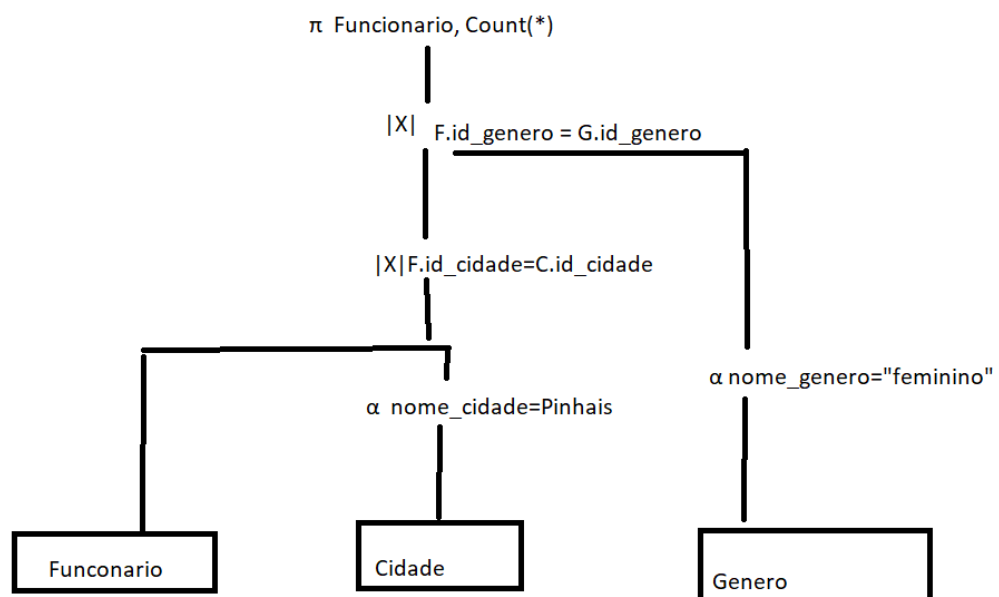 π Funcionario, Count(*)
|X| F.id_genero = G.id_genero
|X|F.id_cidade=C.id_cidade
α nome_genero="feminino"
α nome_cidade=Pinhais
Funconario
Cidade
Genero